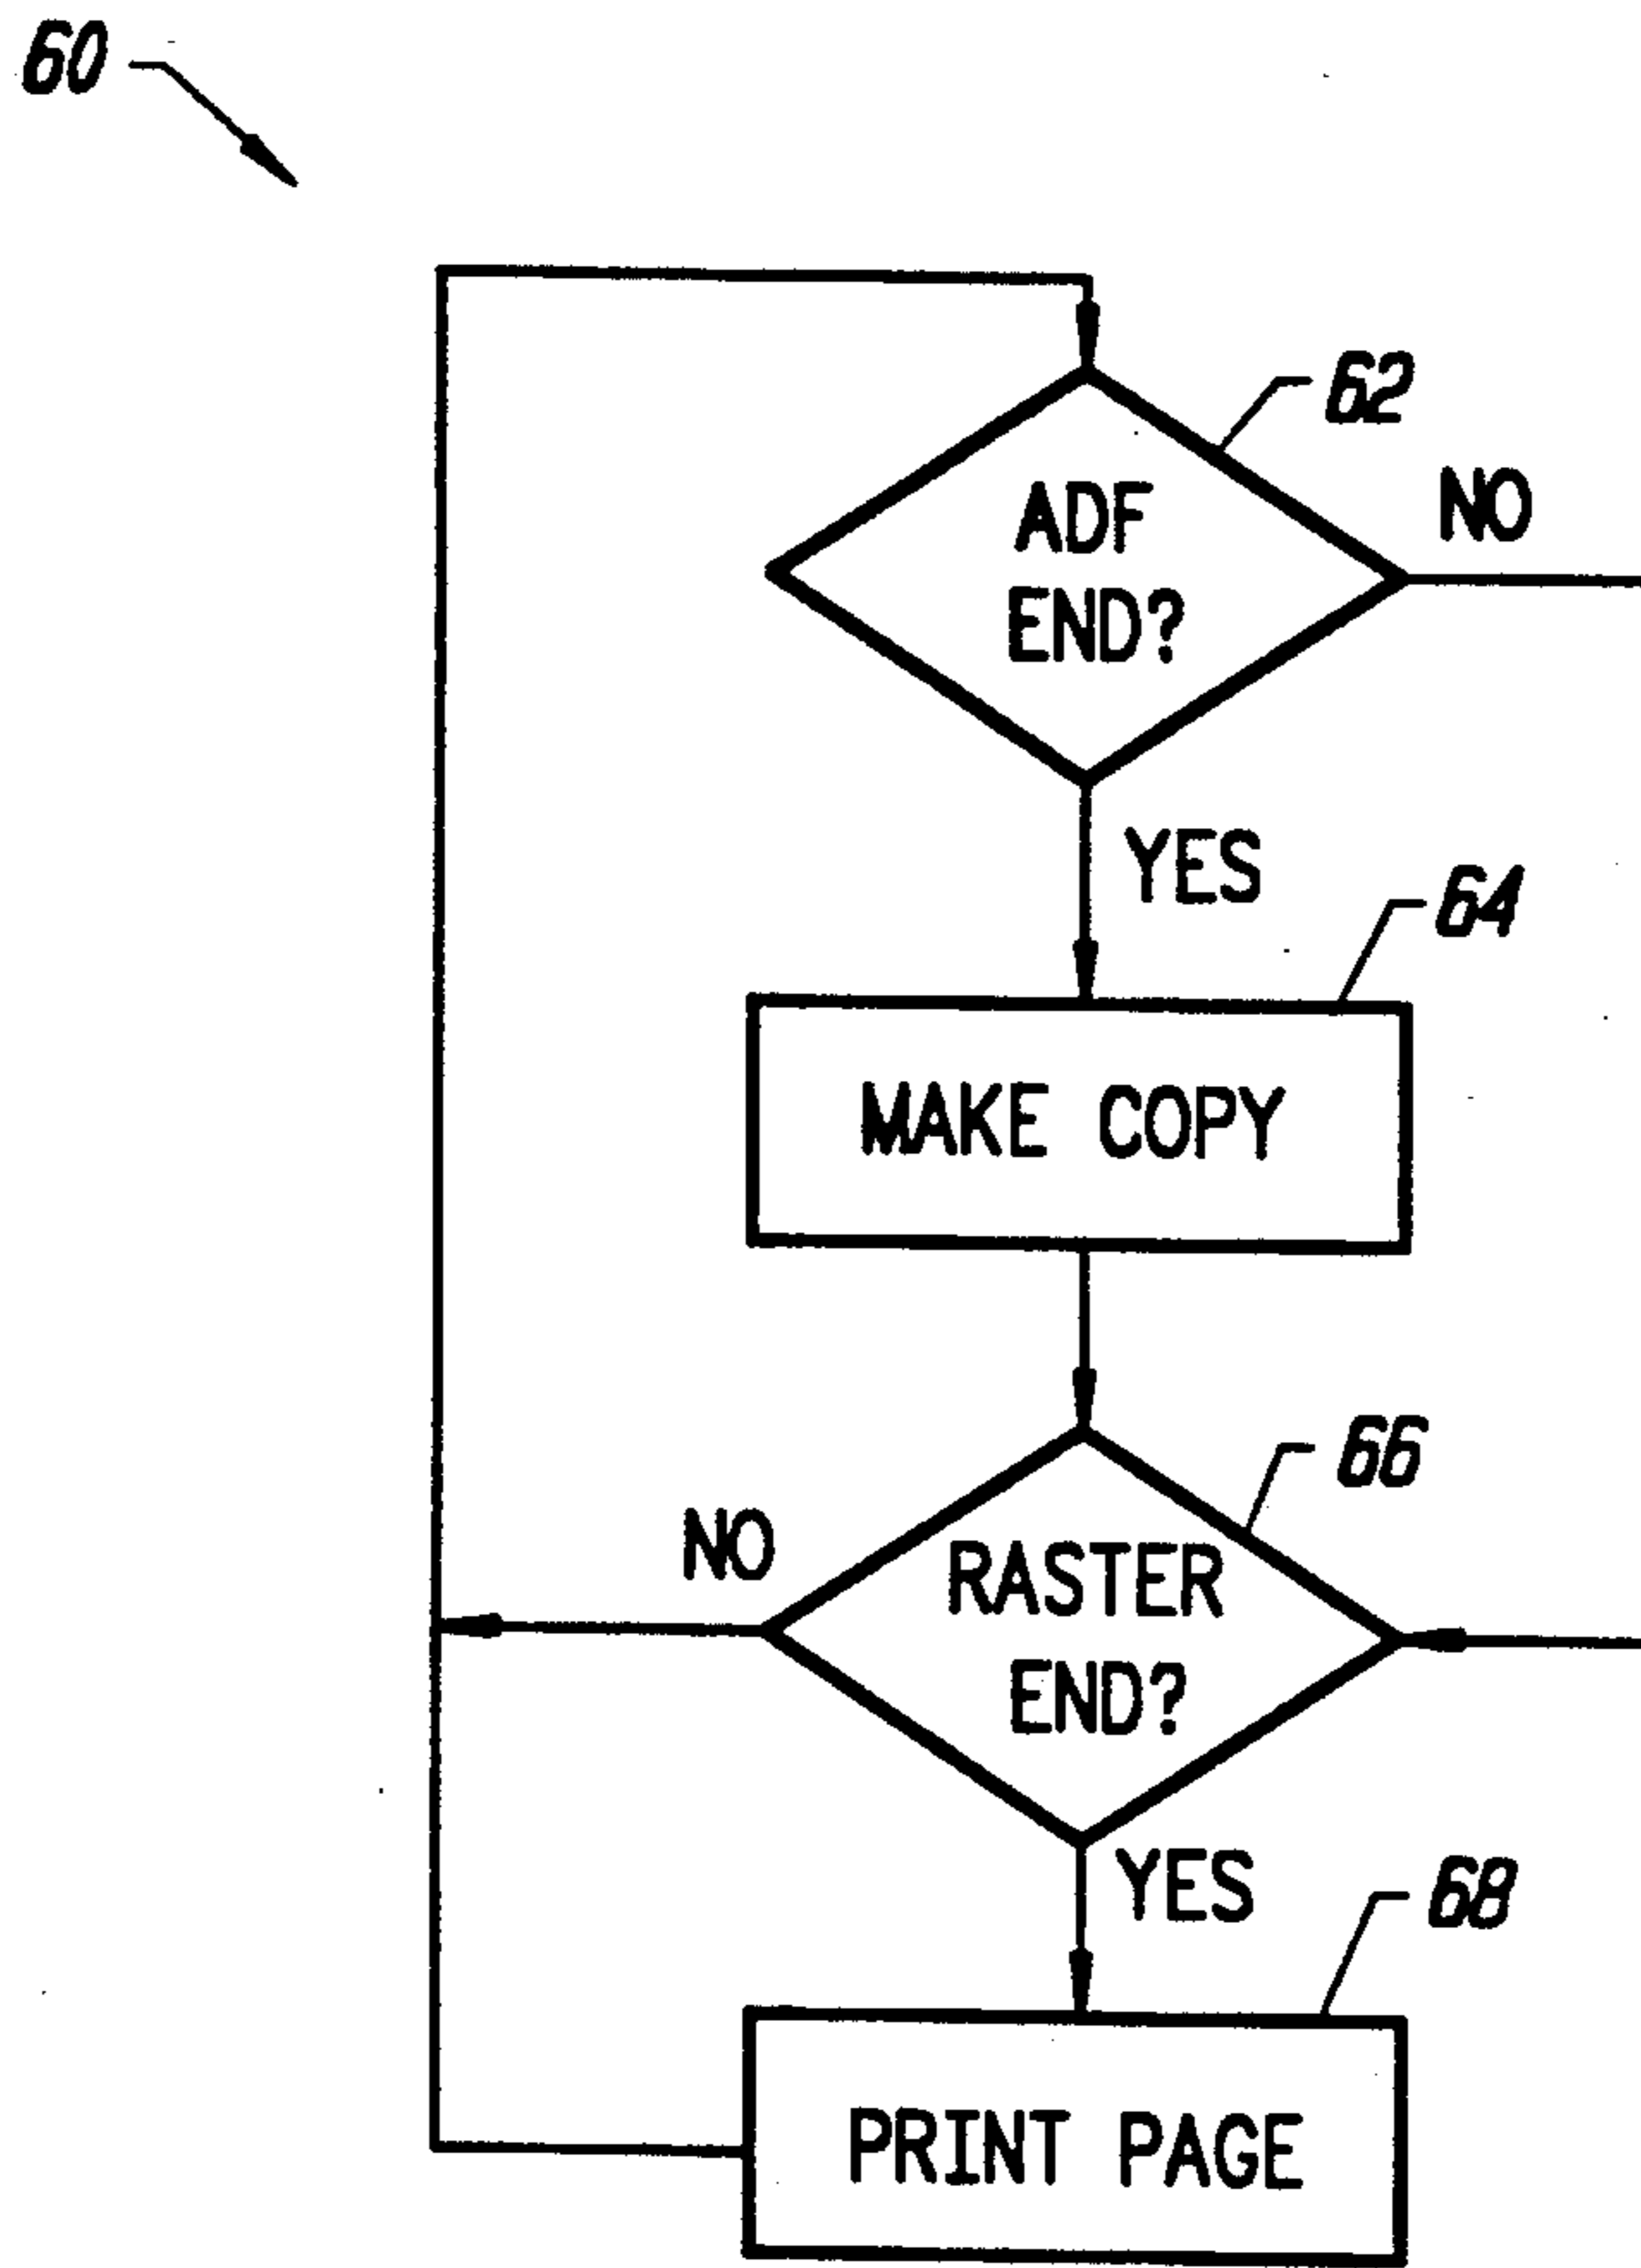 60
62
ADF
END?
NO
YES
64
MAKE COPY
66
NO
RASTER
END?
YES
68
PRINT PAGE